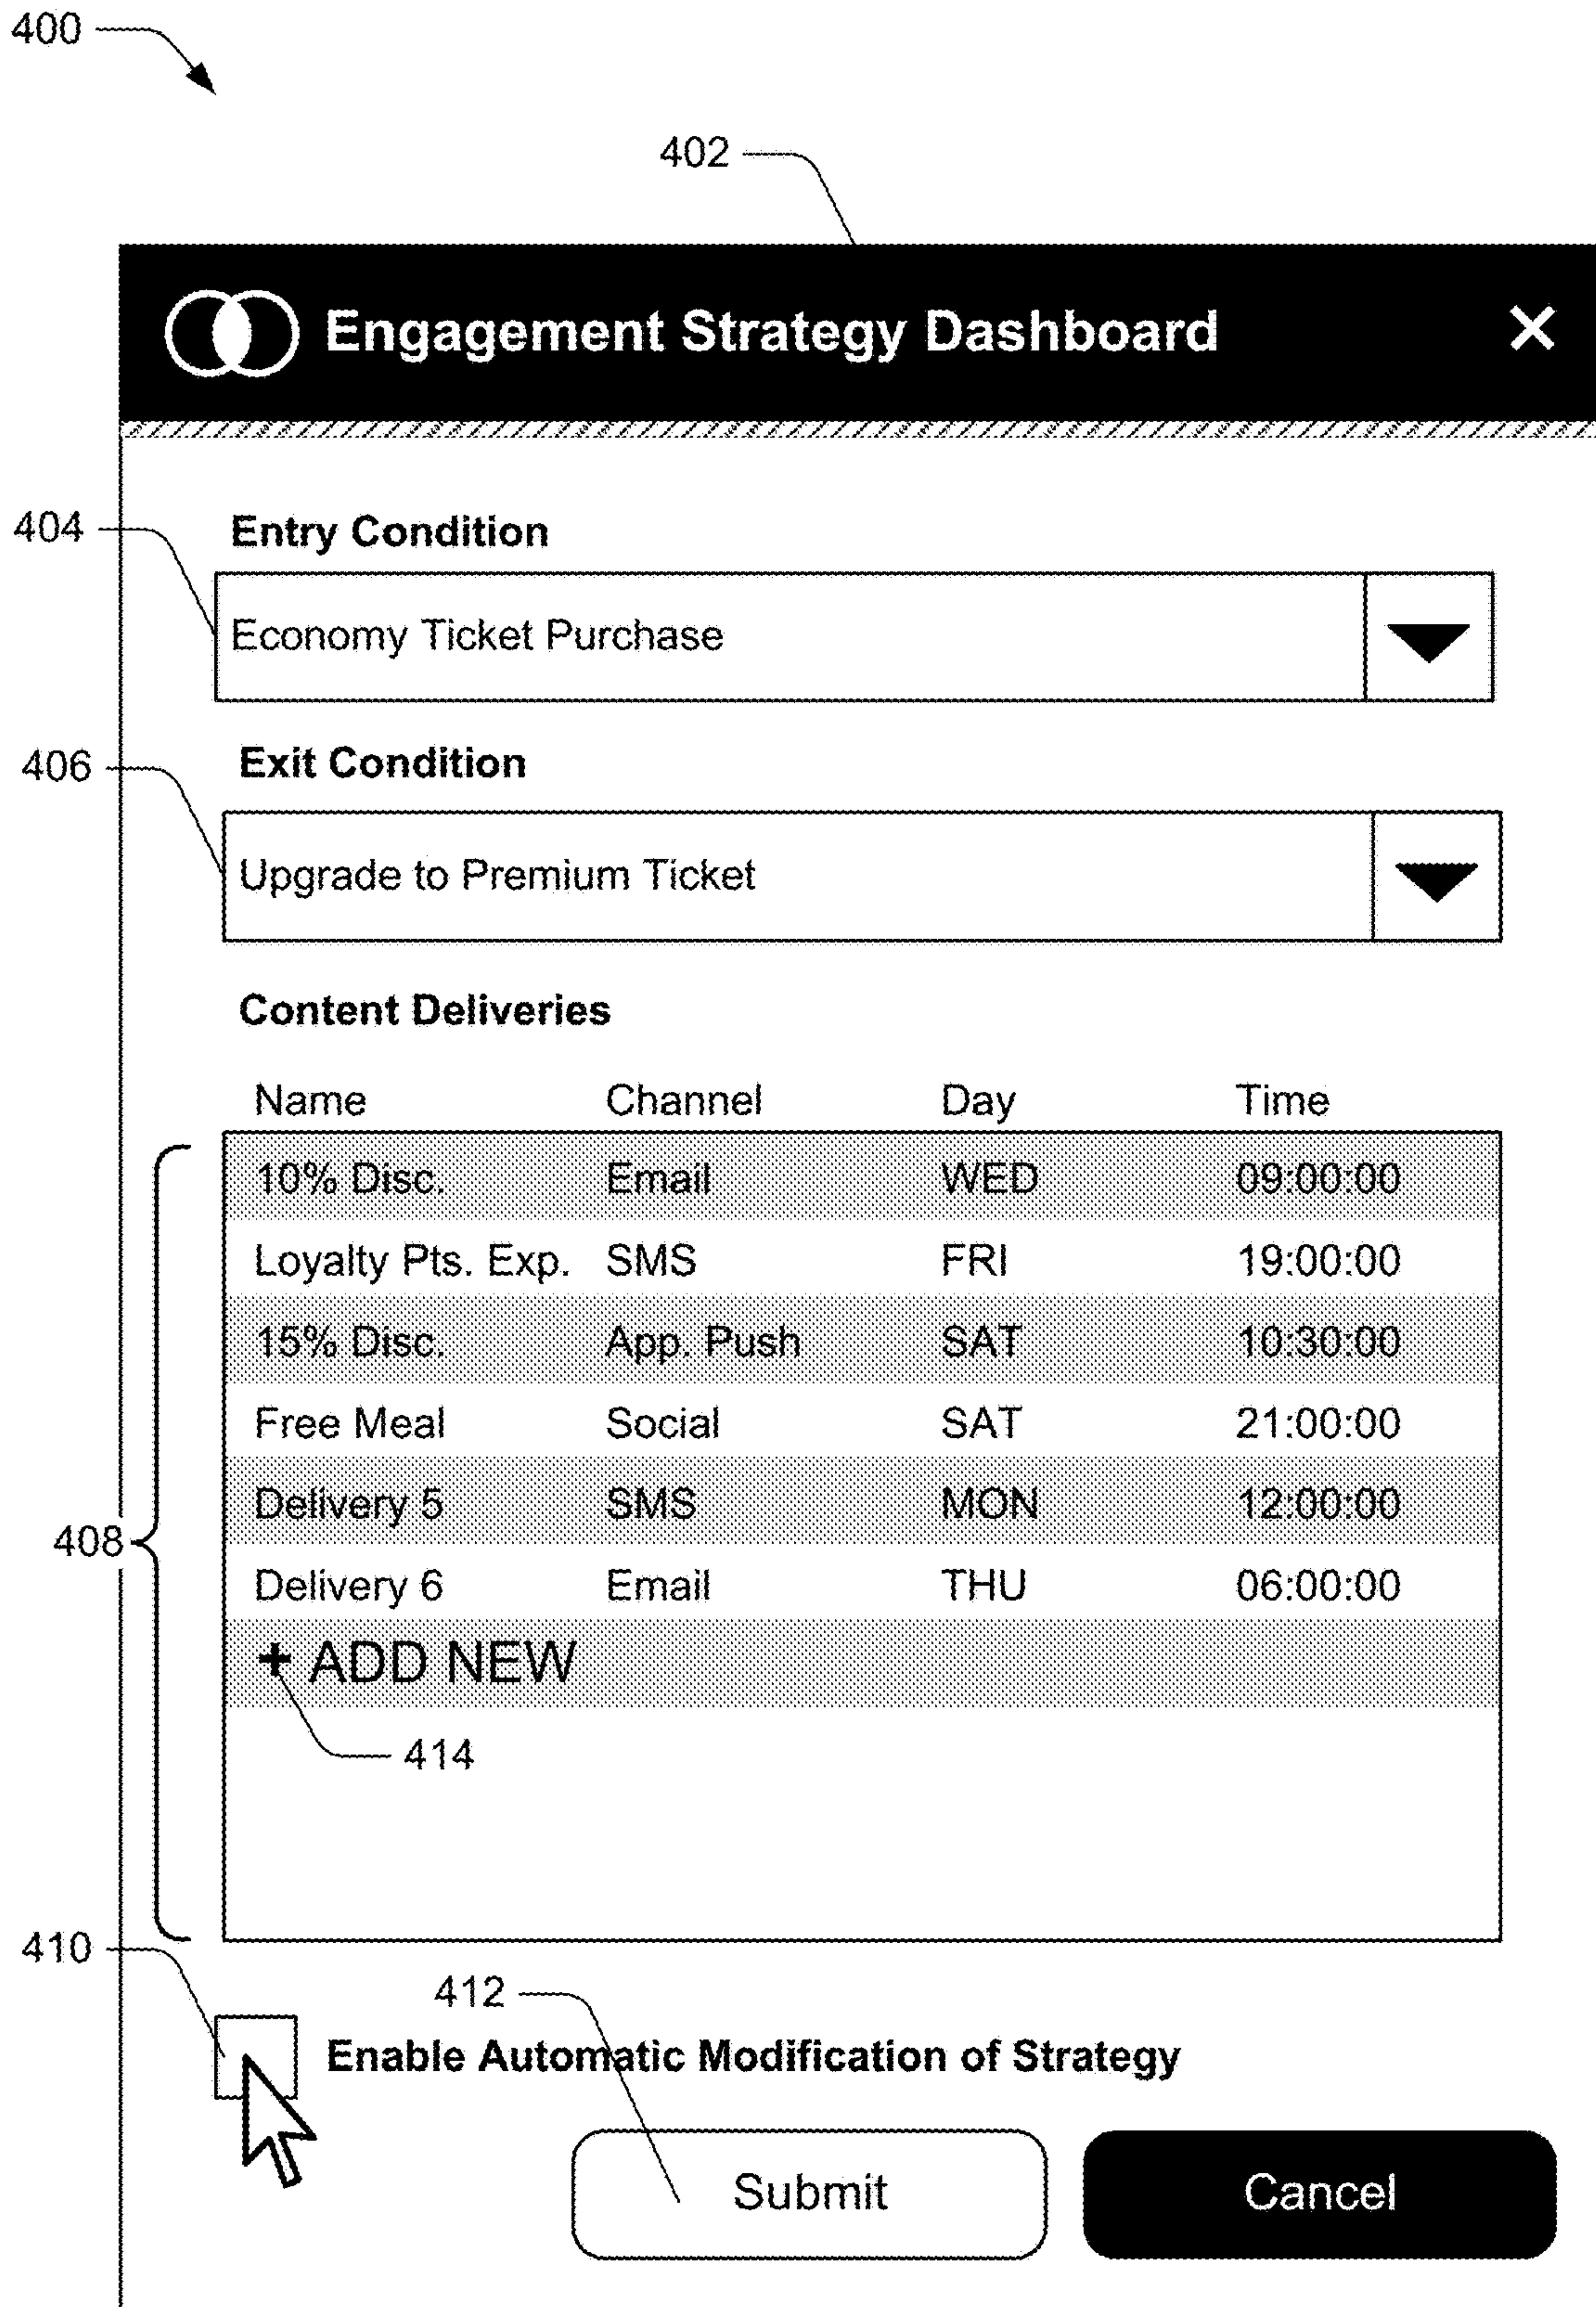 400
402
Engagement Strategy Dashboard ✕
404
Entry Condition
Economy Ticket Purchase
406
Exit Condition
Upgrade to Premium Ticket
Content Deliveries
Name Channel Day Time
10% Disc. Email WED 09:00:00
Loyalty Pts. Exp. SMS FRI 19:00:00
15% Disc. App. Push SAT 10:30:00
Free Meal Social SAT 21:00:00
Delivery 5 SMS MON 12:00:00
408
Delivery 6 Email THU 06:00:00
+ ADD NEW
414
410
412
Enable Automatic Modification of Strategy
Submit Cancel